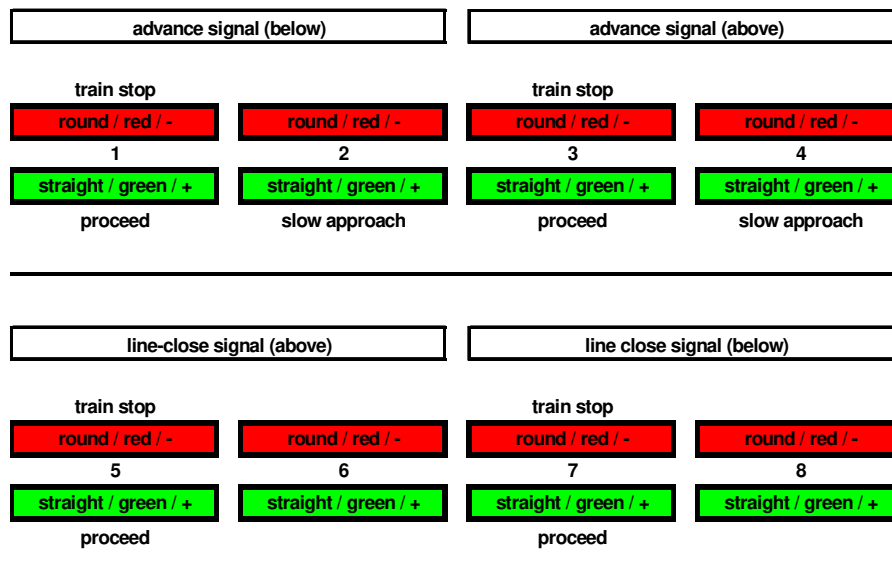 advance signal (below) advance signal (above)
train stop train stop
round / red / - round / red / - round / red / - round / red / -
1 2 3 4
straight / green / + straight / green / + straight / green / + straight / green / +
proceed slow approach proceed slow approach
line-close signal (above) line close signal (below)
train stop train stop
round / red / - round / red / - round / red / - round / red / -
5 6 7 8
straight / green / + straight / green / + straight / green / + straight / green / +
proceed proceed